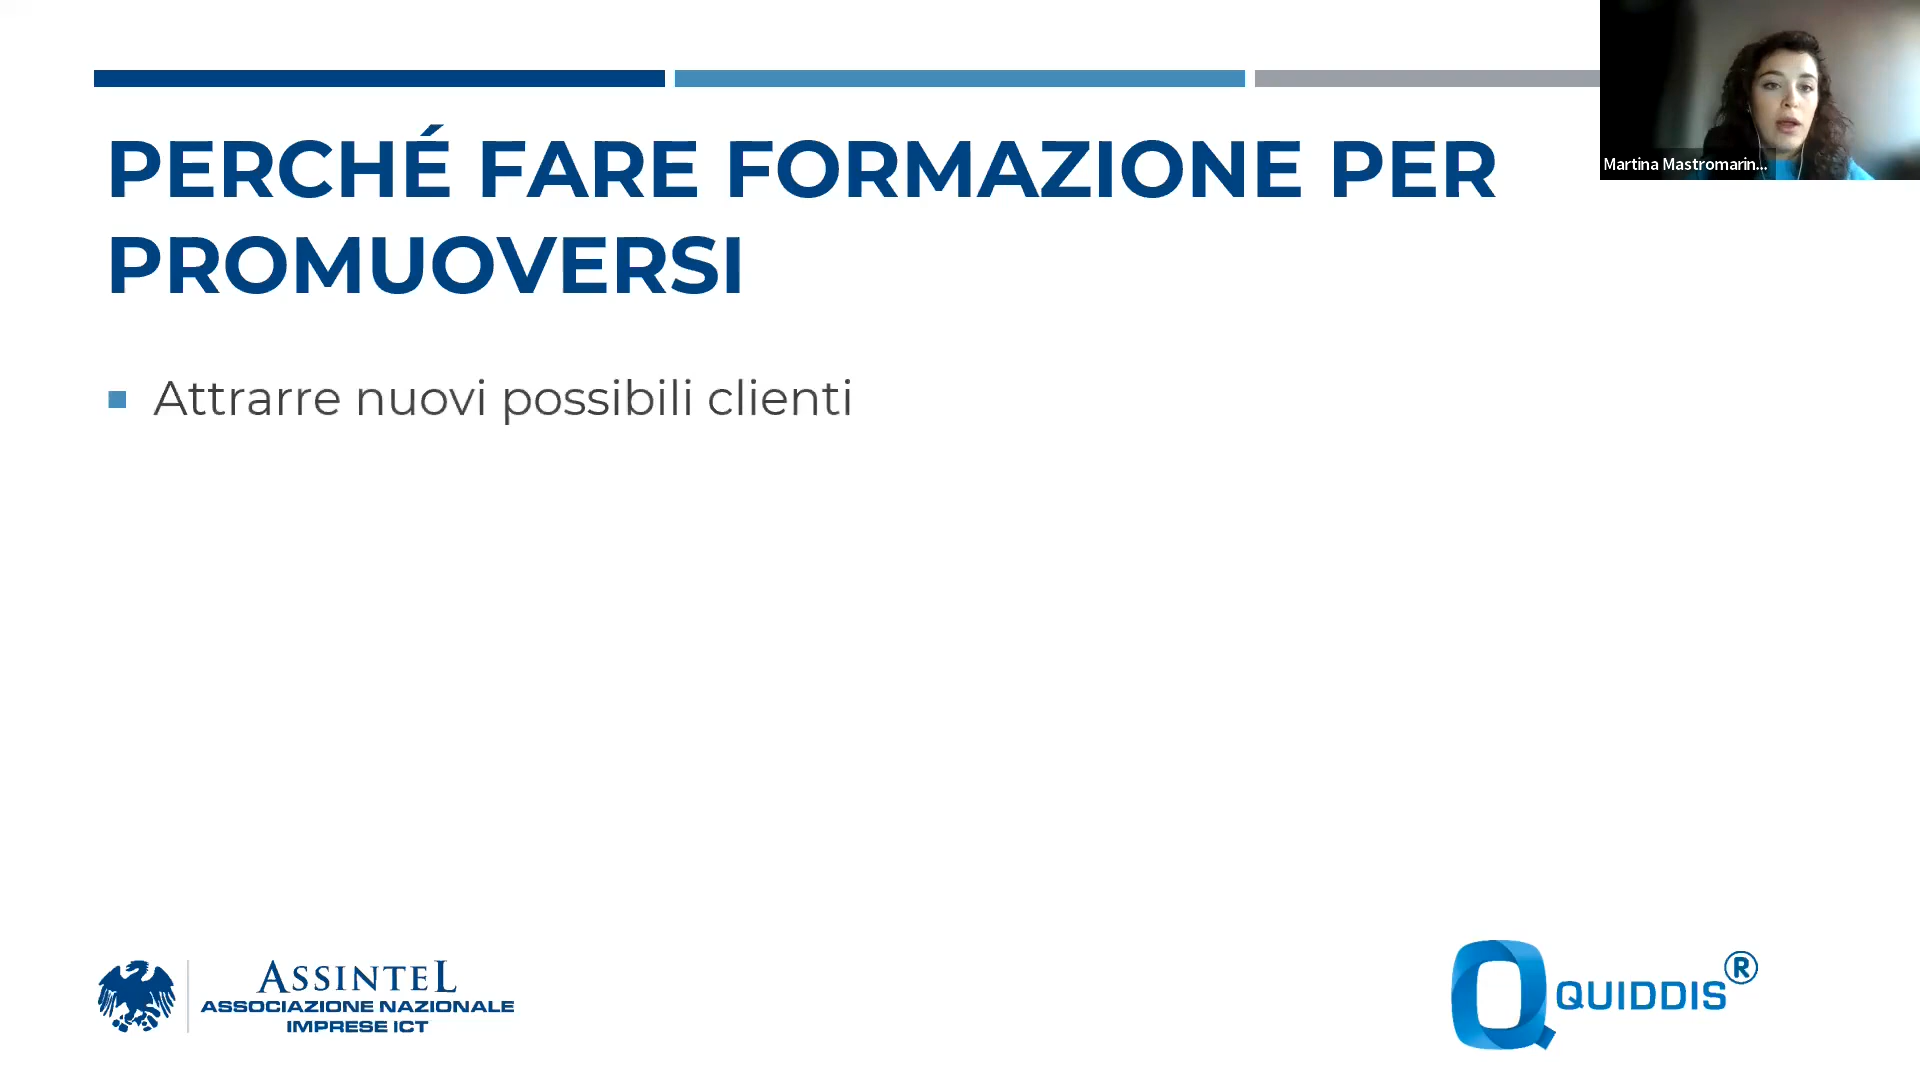 PERCHÉ FARE FORMAZIONE PER
PROMUOVERSI
Martina Mastromarin...
Attrarre nuovi possibili clienti
ASSINTEL
ASSOCIAZIONE NAZIONALE
IMPRESE ICT
QUIDDIS®